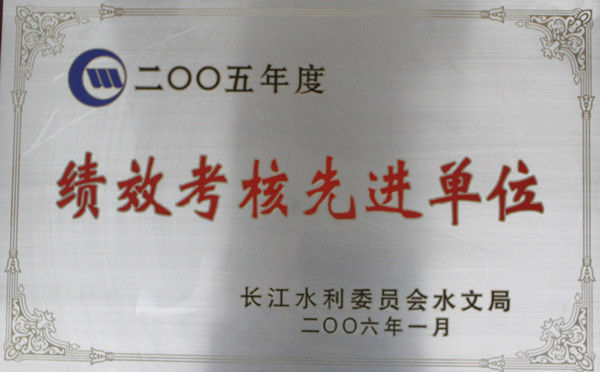 二〇〇五年度
绩效考核先进单位
长江水利委员会水文局
二〇〇六年一月